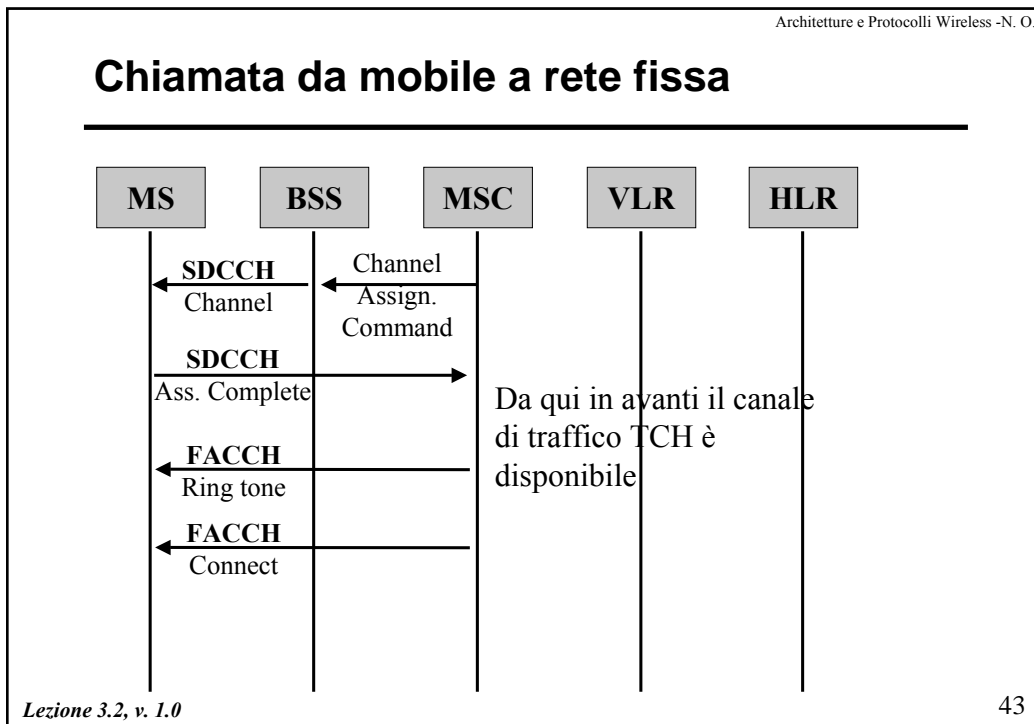 Architetture e Protocolli Wireless -N. O.
Chiamata da mobile a rete fissa
MS
BSS
MSC
VLR
HLR
SDCCH
Channel
Channel
Assign.
Command
SDCCH
Ass. Complete
Da qui in avanti il canale
di traffico TCH è
disponibile
FACCH
Ring tone
FACCH
Connect
Lezione 3.2, v. 1.0
43